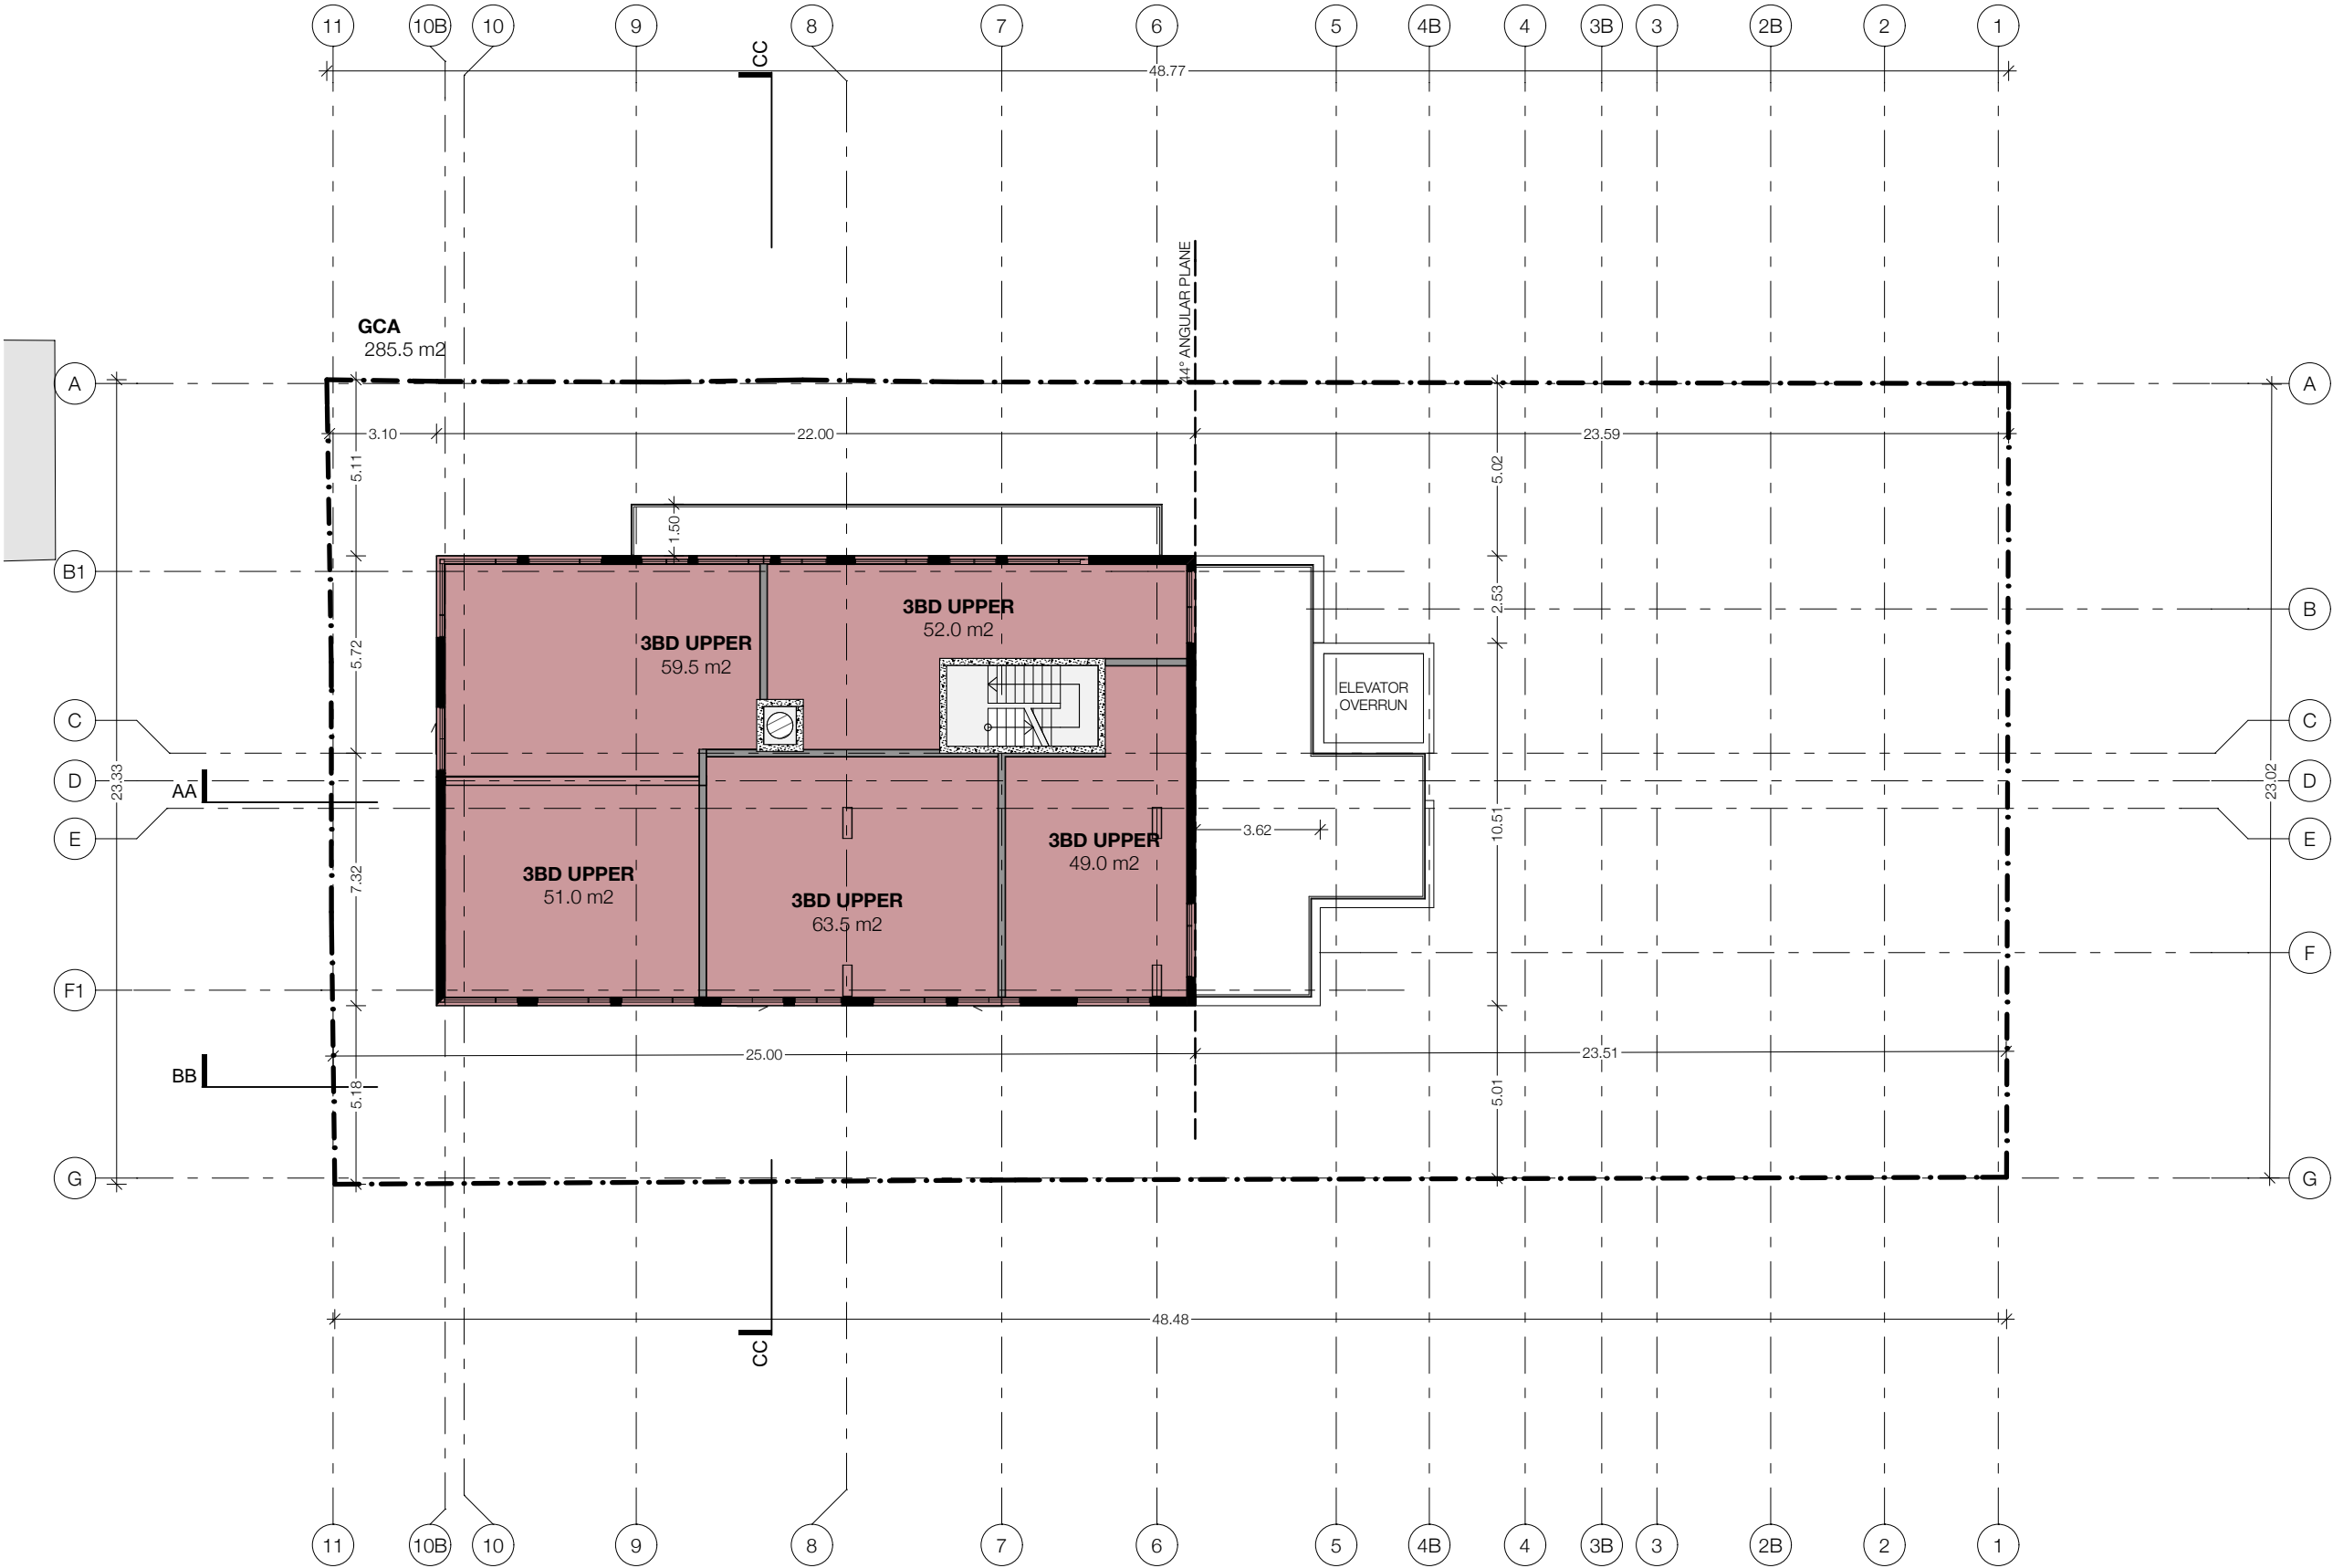 11
10B
10
9
8
7
6
5
4B
4
3B
3
2B
2
1
CC
48.77
44° ANGULAR PLANE
GCA
285.5 m2
A
A
3.10
22.00
23.59
5.11
5.02
1.50
B1
B
3BD UPPER
52.0 m2
2.53
3BD UPPER
59.5 m2
5.72
ELEVATOR
OVERRUN
C
C
D
D
23.33
23.02
AA
E
E
3.62
10.51
3BD UPPER
49.0 m2
7.32
3BD UPPER
51.0 m2
3BD UPPER
63.5 m2
F
F1
25.00
23.51
BB
5.18
5.01
G
G
48.48
CC
11
10B
10
9
8
7
6
5
4B
4
3B
3
2B
2
1